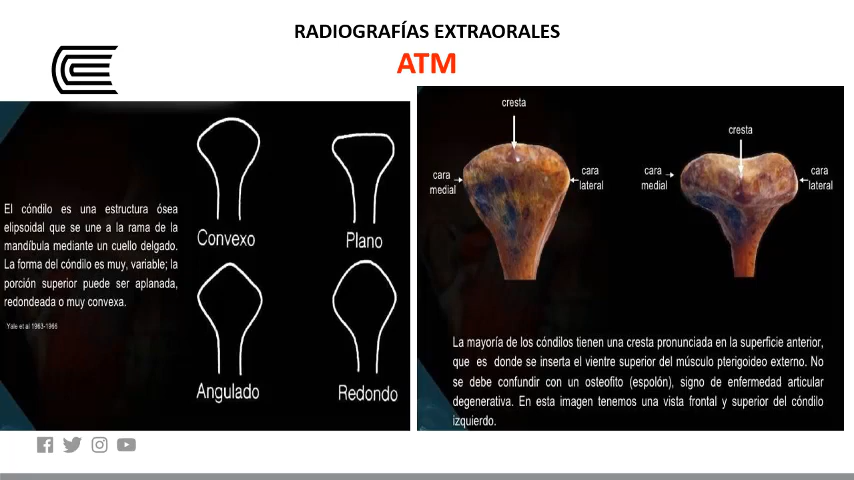 RADIOGRAFÍAS EXTRAORALES
ATM
El cóndilo es una estructura ósea
elipsoidal que se une a la rama de la
mandíbula mediante un cuello delgado.
La forma del cóndilo es muy, variable; la
porción superior puede ser aplanada,
redondeada o muy convexa.
Yale et al 1963-1966
Convexo
Plano
Angulado
Redondo
cresta
cara
medial
cara
lateral
cresta
cara
medial
cara
lateral
La mayoría de los cóndilos tienen una cresta pronunciada en la superficie anterior,
que es donde se inserta el vientre superior del músculo pterigoideo externo. No
se debe confundir con un osteofito (espolón), signo de enfermedad articular
degenerativa. En esta imagen tenemos una vista frontal y superior del cóndilo
izquierdo.